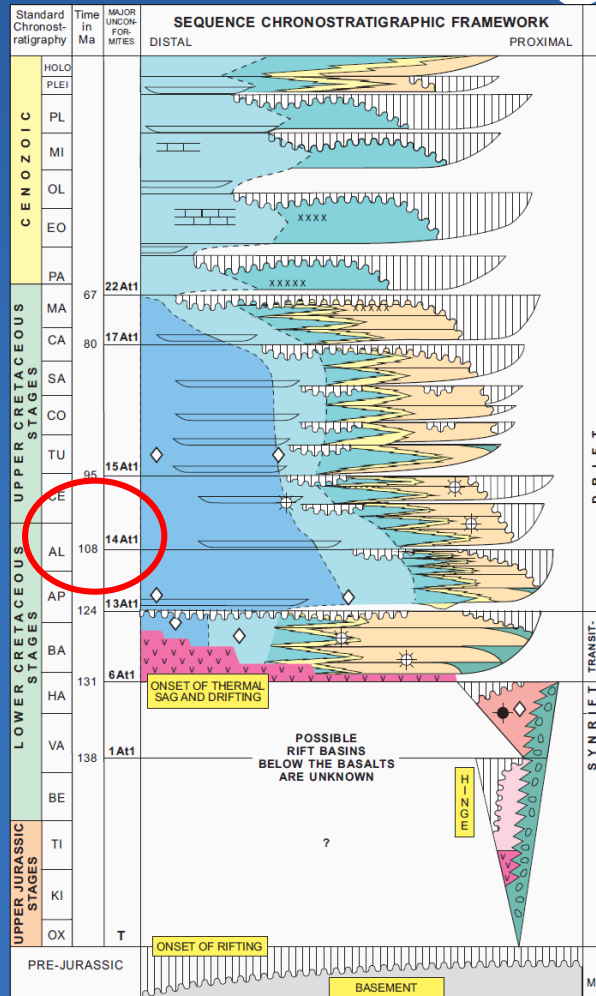 Standard
Chronost-
ratigraphy
Time
in
Ma
MAJOR
UNCON-
FOR-
MITIES
SEQUENCE CHRONOSTRATIGRAPHIC FRAMEWORK
DISTAL
PROXIMAL
CENOZOIC
HOLO
PLEI
PL
MI
OL
EO
XXXX
PA
XXXXX
22At1
67
UPPER CRETACEOUS
STAGES
MA
XXXXX
17At1
CA
80
SA
CO
TU
15At1
95
CE
DRIFT
LOWER CRETACEOUS
STAGES
AL
14At1
108
AP
13At1
124
BA
TRANSIT-
6At1
131
ONSET OF THERMAL
SAG AND DRIFTING
HA
SYNRIFT
VA
POSSIBLE
RIFT BASINS
BELOW THE BASALTS
ARE UNKNOWN
1At1
138
HINGE
BE
UPPER JURASSIC
STAGES
TI
?
KI
OX
T
ONSET OF RIFTING
PRE-JURASSIC
BASEMENT
M